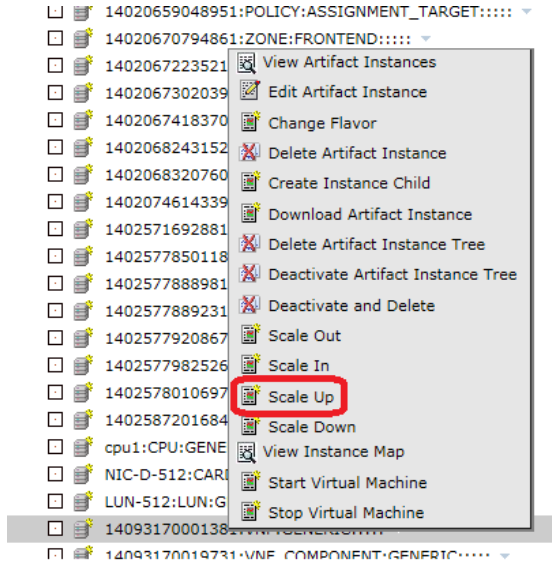 14020659048951:POLICY:ASSIGNMENT_TARGET:::::
14020670794861:ZONE:FRONTEND:::::
1402067223521
1402067302039
1402067418370
1402068243152
1402068320760
1402074614339
1402571692881
1402577850118
1402577888981
1402577889231
1402577920867
1402577982526
1402578010697
1402587201684
cpu1:CPU:GENE
NIC-D-512:CARD
LUN-512:LUN:G
14093170001381:VNF:GENERIC:::::
14093170019731:VNF_COMPONENT:GENERIC:::::
View Artifact Instances
Edit Artifact Instance
Change Flavor
Delete Artifact Instance
Create Instance Child
Download Artifact Instance
Delete Artifact Instance Tree
Deactivate Artifact Instance Tree
Deactivate and Delete
Scale Out
Scale In
Scale Up
Scale Down
View Instance Map
Start Virtual Machine
Stop Virtual Machine